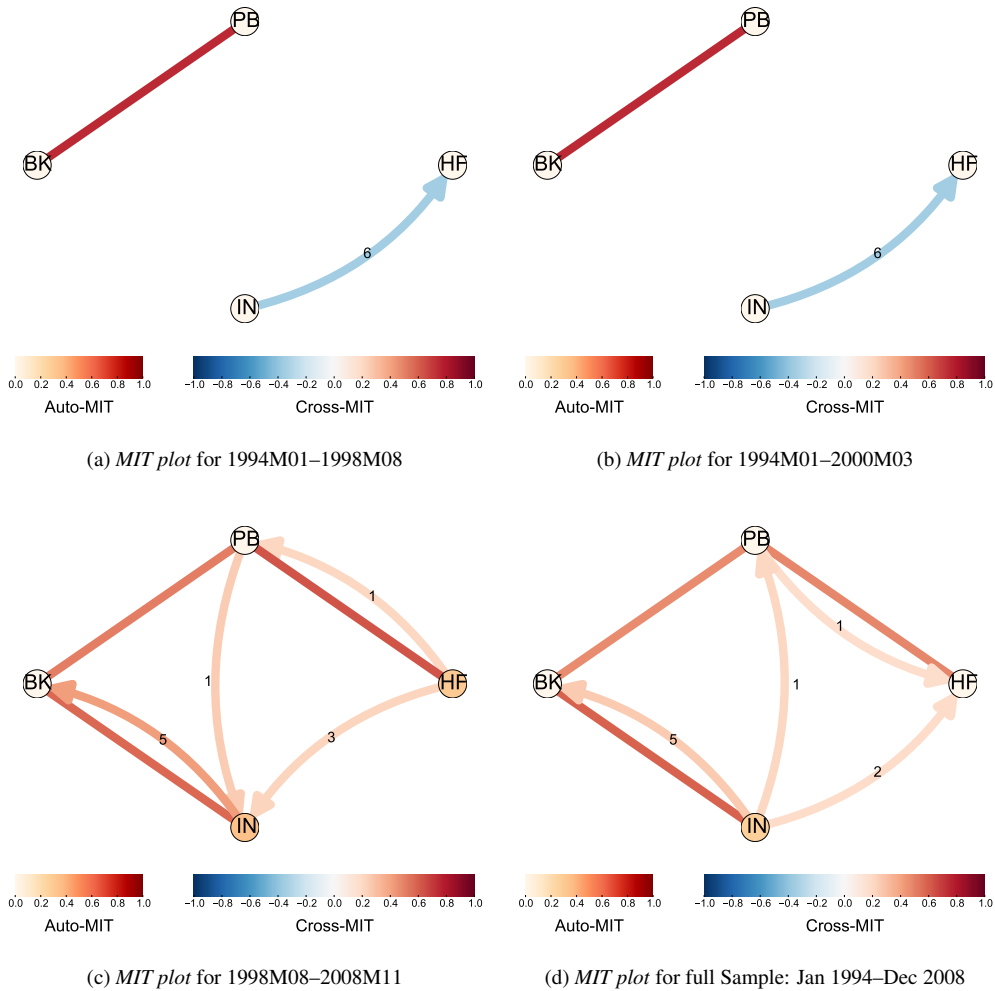 PB PB
BK HF BK HF
6 6
IN IN
0.0 0.2 0.4 0.6 0.8 1.0 −1.0 −0.8 −0.6 −0.4 −0.2 0.0 0.2 0.4 0.6 0.8 1.0 0.0 0.2 0.4 0.6 0.8 1.0 −1.0 −0.8 −0.6 −0.4 −0.2 0.0 0.2 0.4 0.6 0.8 1.0
Auto-MIT Cross-MIT Auto-MIT Cross-MIT
(a) MIT plot for 1994M01–1998M08 (b) MIT plot for 1994M01–2000M03
PB PB
1 1
BK 1 HF BK 1 HF
5 3 5 2
IN IN
0.0 0.2 0.4 0.6 0.8 1.0 −1.0 −0.8 −0.6 −0.4 −0.2 0.0 0.2 0.4 0.6 0.8 1.0 0.0 0.2 0.4 0.6 0.8 1.0 −1.0 −0.8 −0.6 −0.4 −0.2 0.0 0.2 0.4 0.6 0.8 1.0
Auto-MIT Cross-MIT Auto-MIT Cross-MIT
(c) MIT plot for 1998M08–2008M11 (d) MIT plot for full Sample: Jan 1994–Dec 2008